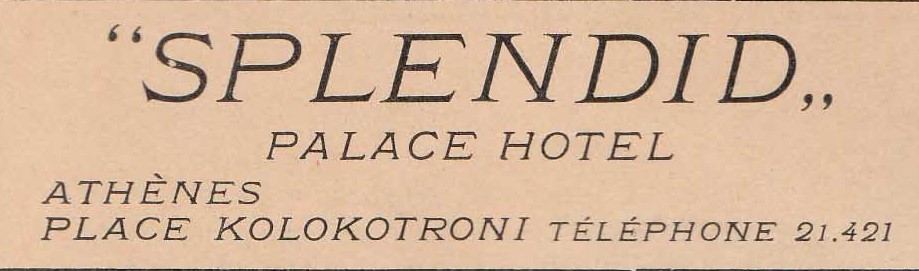 “SPLENDID„
PALACE HOTEL
ATHÈNES
PLACE KOLOKOTRONI TÉLÉPHONE 21.421